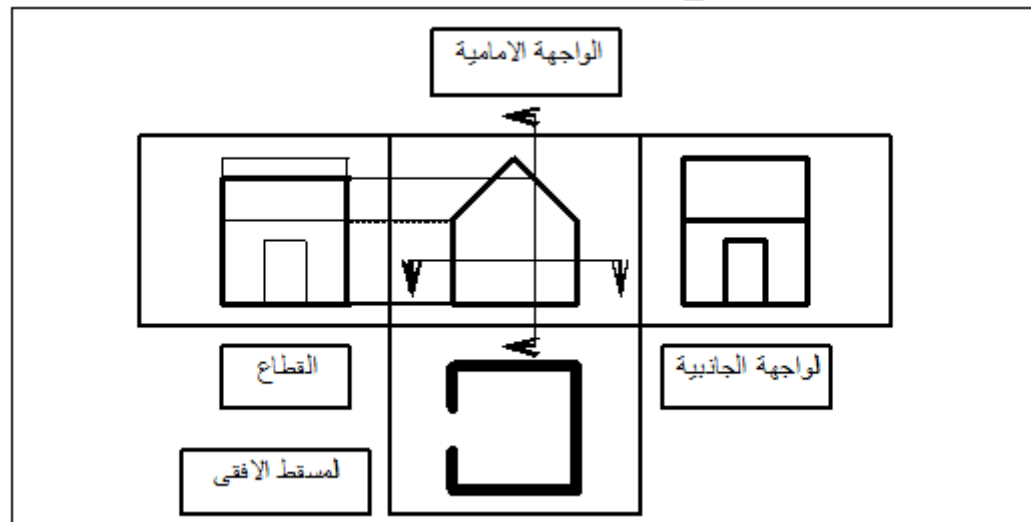 الواجهة الامامية
لواجهة الجانبية
القطاع
لمسقط الافقى